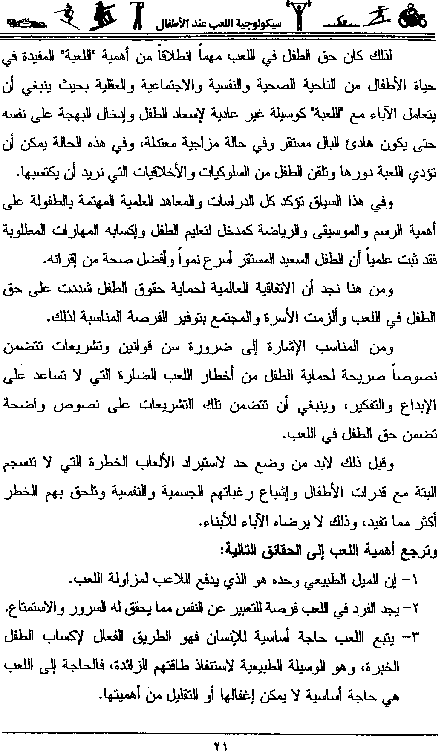 سيكولوجية اللعب عند الأطفال
لذلك كان حق الطفل في اللعب مهماً انطلاقاً من أهمية "اللعبة" المفيدة في
حياة الأطفال من الناحية الصحية والنفسية والاجتماعية والعقلية بحيث ينبغي أن
يتعامل الآباء مع "اللعبة" كوسيلة غير عادية لإسعاد الطفل وإدخال البهجة على نفسه
حتى يكون هادئ البال مستقر وفي حالة مزاجية معتدلة، وفي هذه الحالة يمكن أن
تؤدي اللعبة دورها وتلقن الطفل من السلوكيات والأخلاقيات التي نريد أن يكتسبها.
وفي هذا السياق تؤكد كل الدراسات والمعاهد العلمية المهتمة بالطفولة على
أهمية الرسم والموسيقى والرياضة كمدخل لتعليم الطفل وإكسابه المهارات المطلوبة
فقد ثبت علمياً أن الطفل السعيد المستقر أسرع نمواً وأفضل صحة من إقرانه.
ومن هنا نجد أن الاتفاقية العالمية لحماية حقوق الطفل شددت على حق
الطفل في اللعب وألزمت الأسرة والمجتمع بتوفير الفرصة المناسبة لذلك.
ومن المناسب الإشارة إلى ضرورة سن قوانين وتشريعات تتضمن
نصوصاً صريحة لحماية الطفل من أخطار اللعب الضارة التي لا تساعد على
الإبداع والتفكير، وينبغي أن تتضمن تلك التشريعات على نصوص واضحة
تضمن حق الطفل في اللعب.
وقبل ذلك لابد من وضع حد لاستيراد الألعاب الخطرة التي لا تنسجم
البتة مع قدرات الأطفال وإشباع رغباتهم الجسمية والنفسية وتلحق بهم الخطر
أكثر مما تفيد، وذلك لا يرضاه الآباء للأبناء.
وترجع أهمية اللعب إلى الحقائق التالية:
١- إن الميل الطبيعي وحده هو الذي يدفع اللاعب لمزاولة اللعب.
٢- يجد الفرد في اللعب فرصة للتعبير عن النفس مما يحقق له السرور والاستمتاع.
٣- يتبع اللعب حاجة أساسية للإنسان فهو الطريق الفعال لإكساب الطفل
الخبرة، وهو الوسيلة الطبيعية لاستنفاذ طاقتهم الزائدة، فالحاجة إلى اللعب
هي حاجة أساسية لا يمكن إغفالها أو التقليل من أهميتها.
٢١